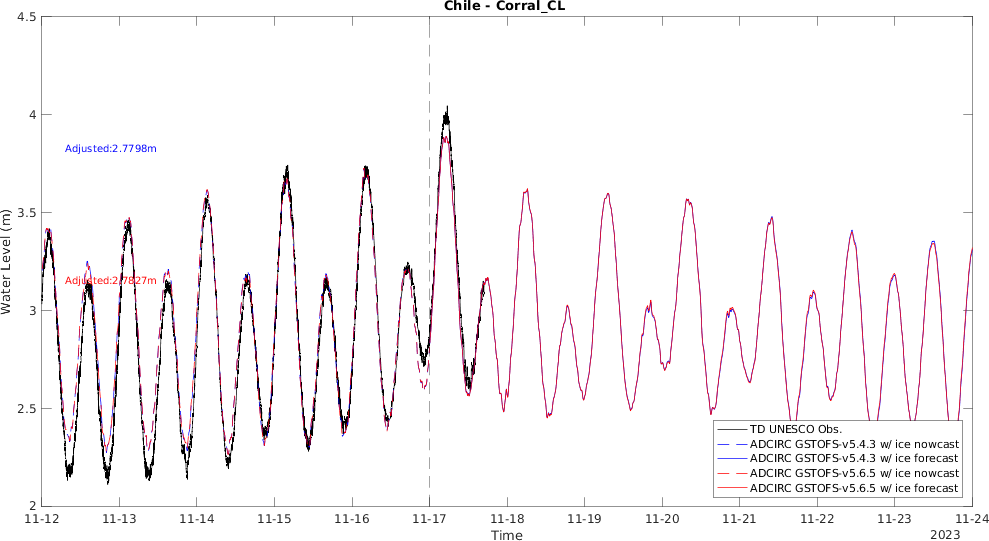 Chile - Corral_CL
4.5
4
3.5
3
2.5
2
Water Level (m)
Adjusted:2.7798m
Adjusted:2.7827m
TD UNESCO Obs.
ADCIRC GSTOFS-v5.4.3 w/ ice nowcast
ADCIRC GSTOFS-v5.4.3 w/ ice forecast
ADCIRC GSTOFS-v5.6.5 w/ ice nowcast
ADCIRC GSTOFS-v5.6.5 w/ ice forecast
11-12 11-13 11-14 11-15 11-16 11-17 11-18 11-19 11-20 11-21 11-22 11-23 11-24
Time
2023